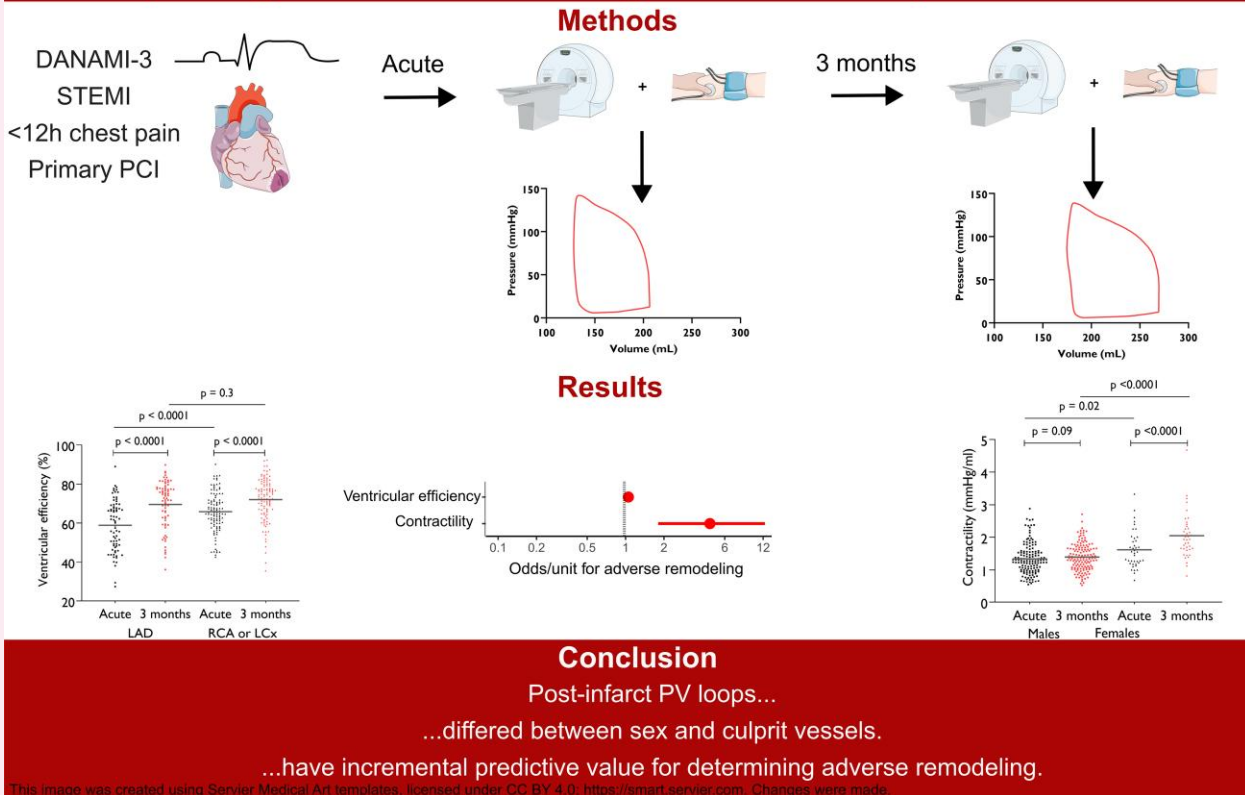 Methods
DANAMI-3
STEMI
<12h chest pain
Primary PCI
Acute
+
3 months
+
150
100
50
0
Pressure (mmHg)
100 150 200 250 300
Volume (mL)
150
100
50
0
Pressure (mmHg)
100 150 200 250 300
Volume (mL)
Results
p = 0.3
p < 0.0001
p < 0.0001 p < 0.0001
100
80
60
40
20
Ventricular efficiency (%)
Acute 3 months Acute 3 months
LAD RCA or LCx
Ventricular efficiency
Contractility
0.1 0.2 0.5 1 2 6 12
Odds/unit for adverse remodeling
p <0.0001
p = 0.02
p = 0.09 p <0.0001
5
4
3
2
1
0
Contractility (mmHg/ml)
Acute 3 months Acute 3 months
Males Females
Conclusion
Post-infarct PV loops...
...differed between sex and culprit vessels.
...have incremental predictive value for determining adverse remodeling.
This image was created using Servier Medical Art templates, licensed under CC BY 4.0: https://smart.servier.com. Changes were made.